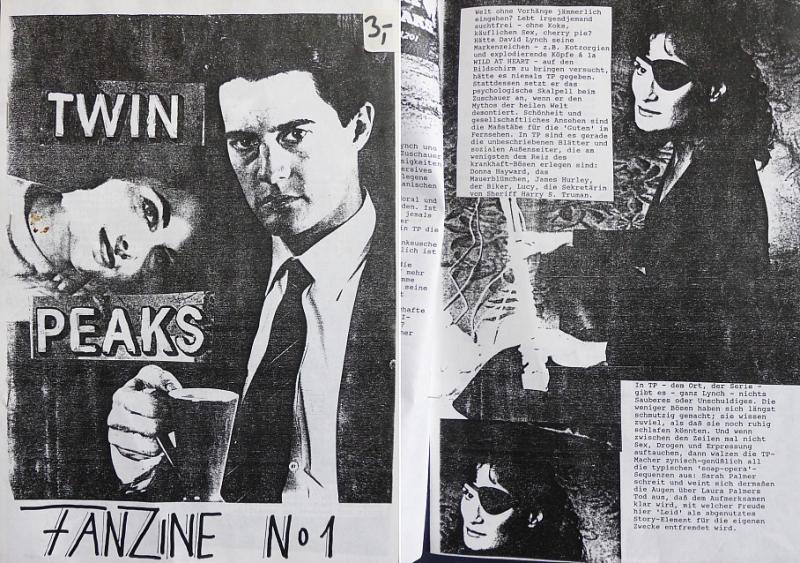 3,-
TWIN
PEAKS
FANZINE No 1
Welt ohne Vorhänge jämmerlich
eingehen? Lebt irgendjemand
suchtfrei - ohne Koks,
käuflichen Sex, cherry pie?
Hätte David Lynch seine
Markenzeichen - z.B. Kotzorgien
und explodierende Köpfe à la
WILD AT HEART - auf den
Bildschirm zu bringen versucht,
hätte es niemals TP gegeben.
Stattdessen setzt er das
psychologische Skalpell beim
Zuschauer an, wenn er den
Mythos der heilen Welt
demontiert. Schönheit und
gesellschaftliches Ansehen sind
die Maßstäbe für die 'Guten' im
Fernsehen. In TP sind es gerade
die unbeschriebenen Blätter und
sozialen Außenseiter, die am
wenigsten dem Reiz des
krankhaft-Bösen erlegen sind:
Donna Hayward, das
Mauerblümchen, James Hurley,
der Biker, Lucy, die Sekretärin
von Sheriff Harry S. Truman.
In TP - dem Ort, der Serie -
gibt es - ganz Lynch - nichts
Sauberes oder Unschuldiges. Die
weniger Bösen haben sich längst
schmutzig gemacht; sie wissen
zuviel, als daß sie noch ruhig
schlafen könnten. Und wenn
zwischen den Zeilen mal nicht
Sex, Drogen und Erpressung
auftauchen, dann walzen die TP-
Macher zynisch-genüßlich all
die typischen 'soap-opera'-
Sequenzen aus: Sarah Palmer
schreit und weint sich dermaßen
die Augen über Laura Palmers
Tod aus, daß dem Aufmerksamen
klar wird, mit welcher Freude
hier 'Leid' als abgenutztes
Story-Element für die eigenen
Zwecke entfremdet wird.